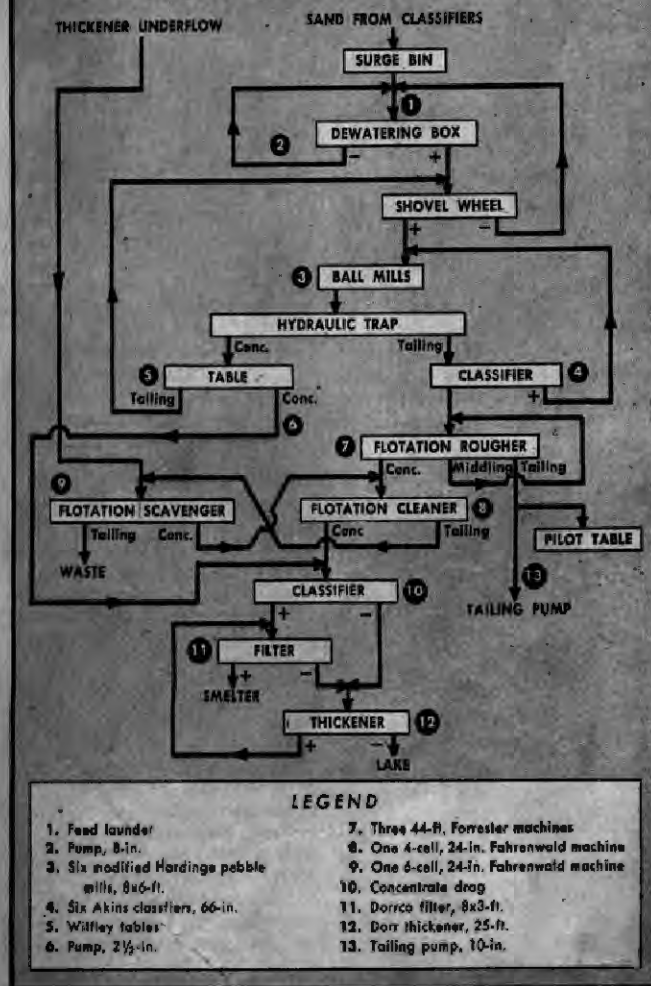 THICKENER UNDERFLOW
SAND FROM CLASSIFIERS
SURGE BIN
1
DEWATERING BOX
2
− +
SHOVEL WHEEL
+ −
3 BALL MILLS
HYDRAULIC TRAP
Conc. Tailing
5 TABLE
CLASSIFIER 4
Tailing Conc.
+
6
7 FLOTATION ROUGHER
Conc. Middling Tailing
9
FLOTATION SCAVENGER
FLOTATION CLEANER 8
Tailing Conc.
Conc Tailing
PILOT TABLE
WASTE
13
TAILING PUMP
CLASSIFIER 10
+ −
11 FILTER
+ −
SMELTER
THICKENER 12
+ −
LAKE
LEGEND
1. Feed launder
2. Pump, 8-in.
3. Six modified Hardinge pebble
mills, 8x6-ft.
4. Six Akins classifiers, 66-in.
5. Wilfley tables
6. Pump, 2½-in.
7. Three 44-ft. Forrester machines
8. One 4-cell, 24-in. Fahrenwald machine
9. One 6-cell, 24-in. Fahrenwald machine
10. Concentrate drag
11. Dorrco filter, 8x3-ft.
12. Dorr thickener, 25-ft.
13. Tailing pump, 10-in.